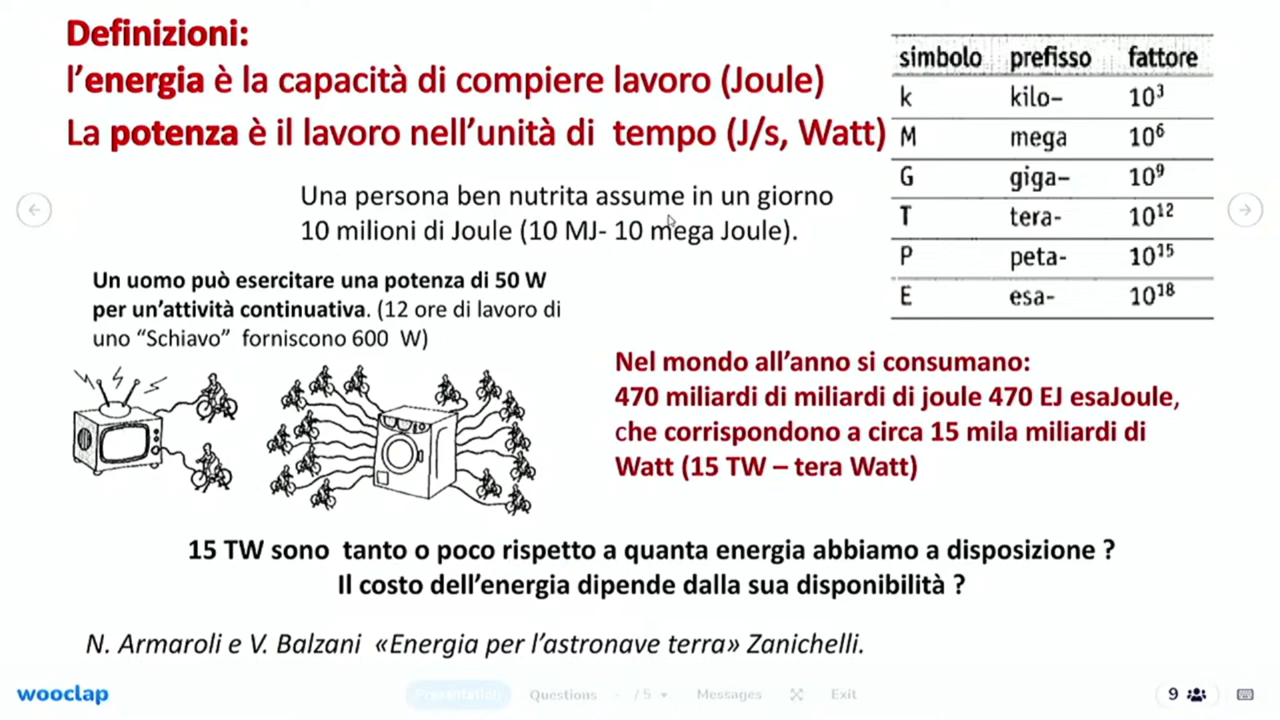 Definizioni:
l'energia è la capacità di compiere lavoro (Joule)
La potenza è il lavoro nell'unità di tempo (J/s, Watt)
simbolo prefisso fattore
k kilo– 10³
M mega 10⁶
G giga– 10⁹
T tera- 10¹²
P peta- 10¹⁵
E esa- 10¹⁸
Una persona ben nutrita assume in un giorno
10 milioni di Joule (10 MJ- 10 mega Joule).
Un uomo può esercitare una potenza di 50 W
per un'attività continuativa. (12 ore di lavoro di
uno "Schiavo" forniscono 600 W)
Nel mondo all'anno si consumano:
470 miliardi di miliardi di joule 470 EJ esaJoule,
che corrispondono a circa 15 mila miliardi di
Watt (15 TW – tera Watt)
15 TW sono tanto o poco rispetto a quanta energia abbiamo a disposizione ?
Il costo dell'energia dipende dalla sua disponibilità ?
N. Armaroli e V. Balzani «Energia per l'astronave terra» Zanichelli.
wooclap Presentation Questions - / 5 Messages Exit 9